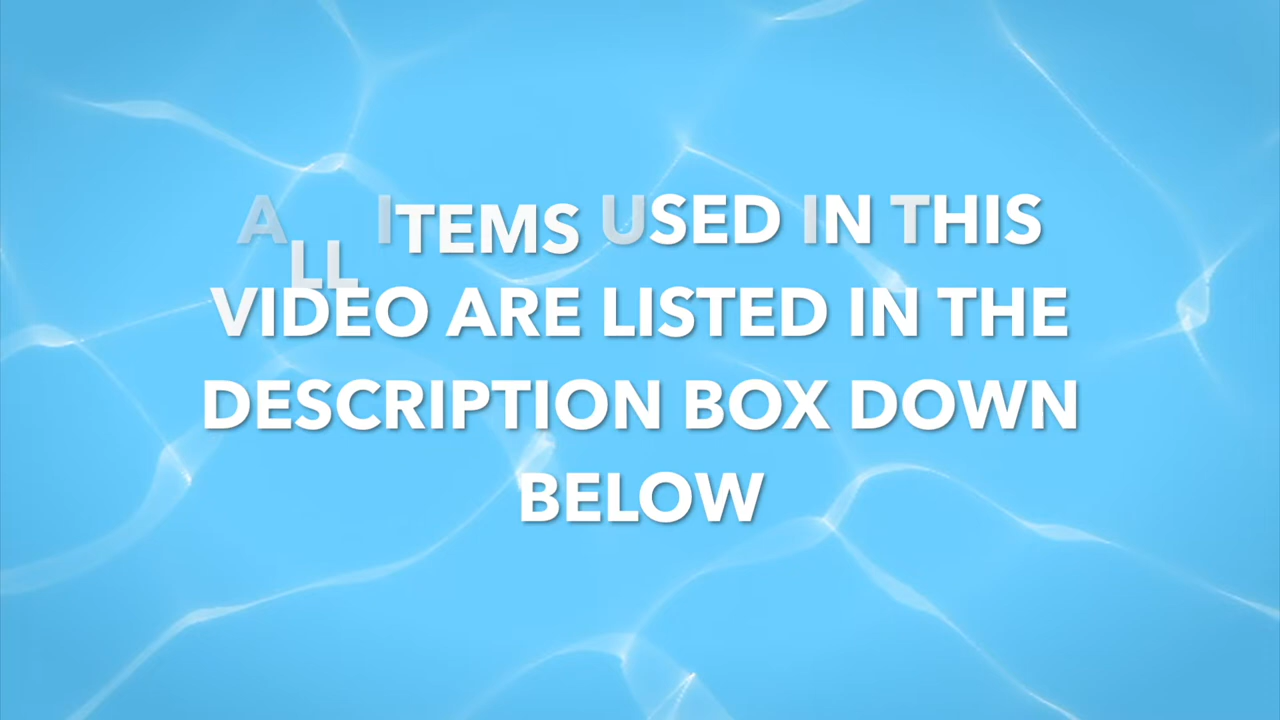 ALL ITEMS USED IN THIS
VIDEO ARE LISTED IN THE
DESCRIPTION BOX DOWN
BELOW